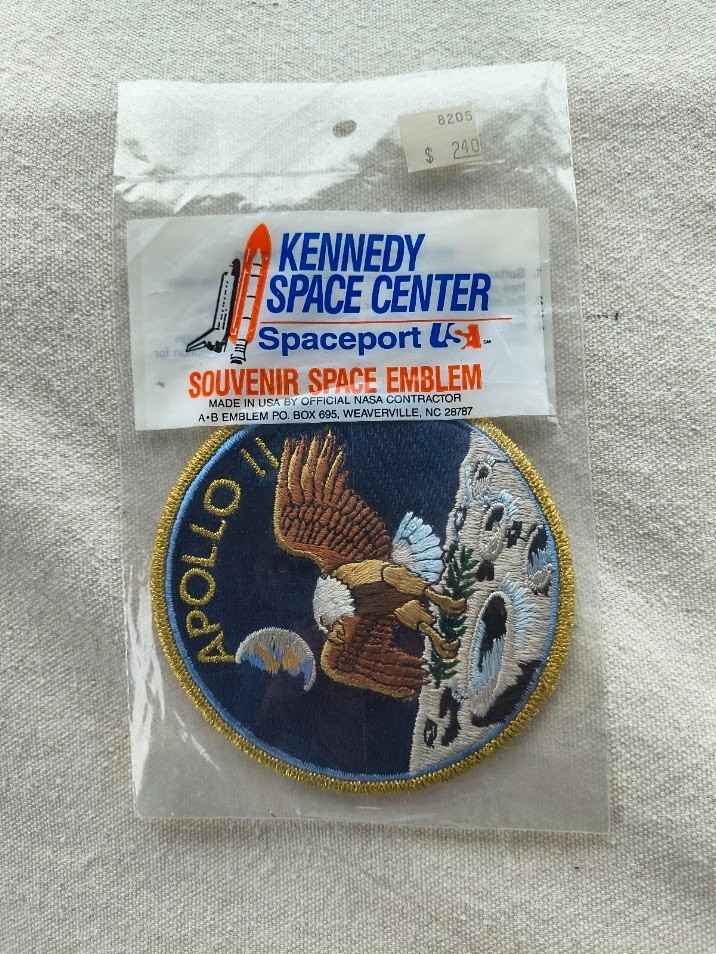 8205
$ 240
KENNEDY
SPACE CENTER
Spaceport USA SM
SOUVENIR SPACE EMBLEM
MADE IN USA BY OFFICIAL NASA CONTRACTOR
A•B EMBLEM P.O. BOX 695, WEAVERVILLE, NC 28787
APOLLO 11